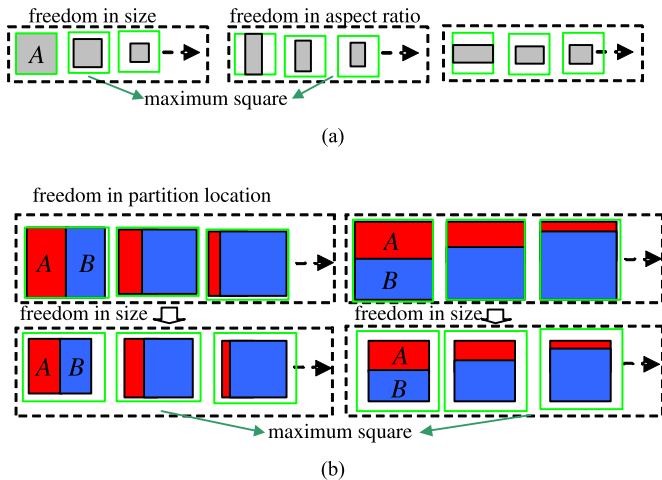 freedom in size
freedom in aspect ratio
A
maximum square
(a)
freedom in partition location
A B
A
B
freedom in size
freedom in size
A B
A
B
maximum square
(b)